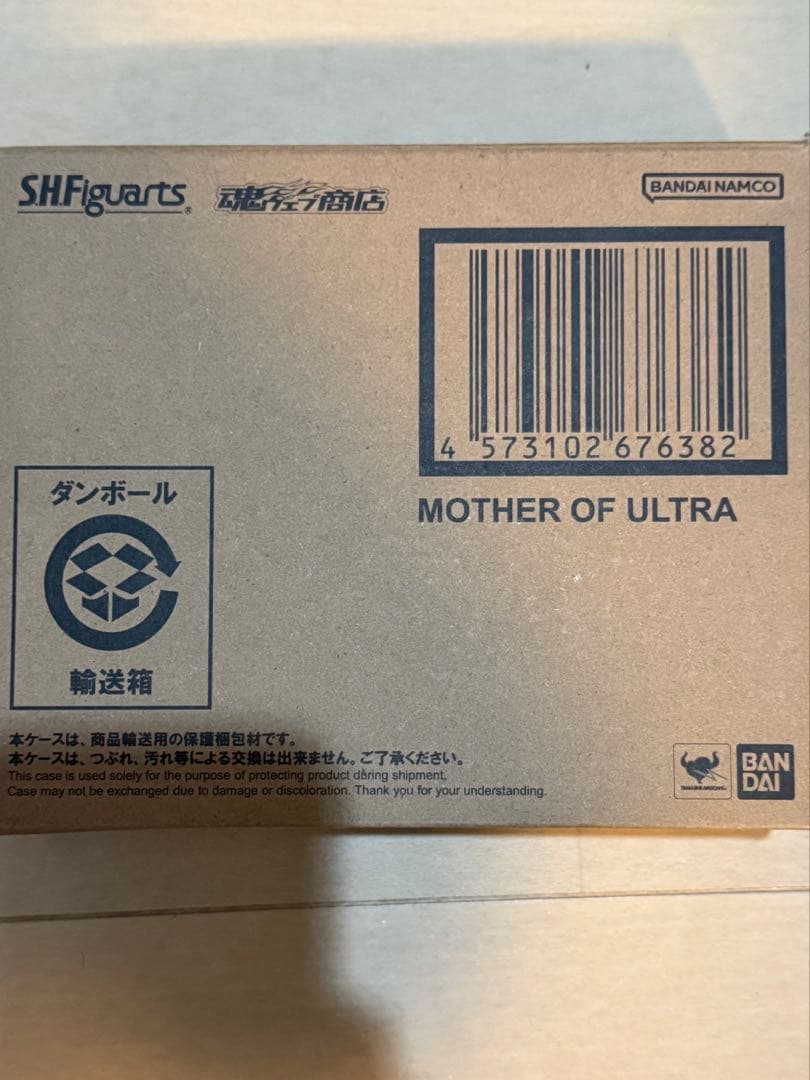 S.H.Figuarts
魂ウェブ商店
BANDAI NAMCO
4 573102 676382
MOTHER OF ULTRA
ダンボール
輸送箱
本ケースは、商品輸送用の保護梱包材です。
本ケースは、つぶれ、汚れ等による交換は出来ません。ご了承ください。
This case is used solely for the purpose of protecting product during shipment.
Case may not be exchanged due to damage or discoloration. Thank you for your understanding.
TAMASHII NATIONS
BAN
DAI